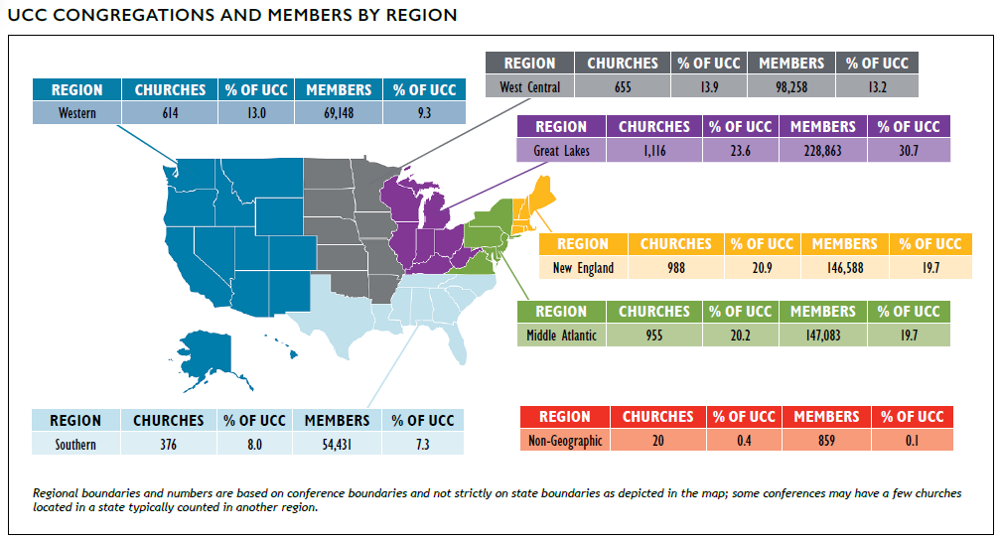 UCC CONGREGATIONS AND MEMBERS BY REGION
REGION CHURCHES % OF UCC MEMBERS % OF UCC
West Central 655 13.9 98,258 13.2
REGION CHURCHES % OF UCC MEMBERS % OF UCC
Western 614 13.0 69,148 9.3
REGION CHURCHES % OF UCC MEMBERS % OF UCC
Great Lakes 1,116 23.6 228,863 30.7
REGION CHURCHES % OF UCC MEMBERS % OF UCC
New England 988 20.9 146,588 19.7
REGION CHURCHES % OF UCC MEMBERS % OF UCC
Middle Atlantic 955 20.2 147,083 19.7
REGION CHURCHES % OF UCC MEMBERS % OF UCC
Southern 376 8.0 54,431 7.3
REGION CHURCHES % OF UCC MEMBERS % OF UCC
Non-Geographic 20 0.4 859 0.1
Regional boundaries and numbers are based on conference boundaries and not strictly on state boundaries as depicted in the map; some conferences may have a few churches
located in a state typically counted in another region.